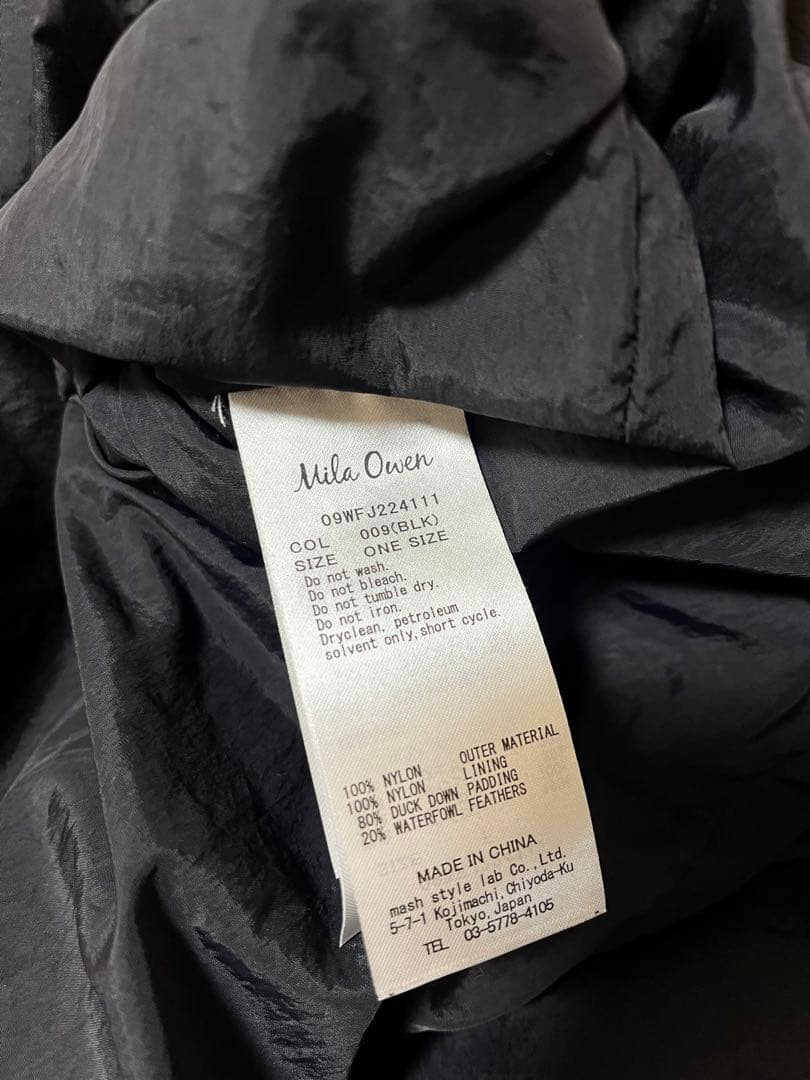 Mila Owen
09WFJ224111
COL 009(BLK)
SIZE ONE SIZE
Do not wash.
Do not bleach.
Do not tumble dry.
Do not iron.
Dryclean, petroleum
solvent only, short cycle.
100% NYLON OUTER MATERIAL
100% NYLON LINING
80% DUCK DOWN PADDING
20% WATERFOWL FEATHERS
MADE IN CHINA
mash style lab Co.,Ltd.
5-7-1 Kojimachi,Chiyoda-Ku
Tokyo,Japan
TEL 03-5778-4105